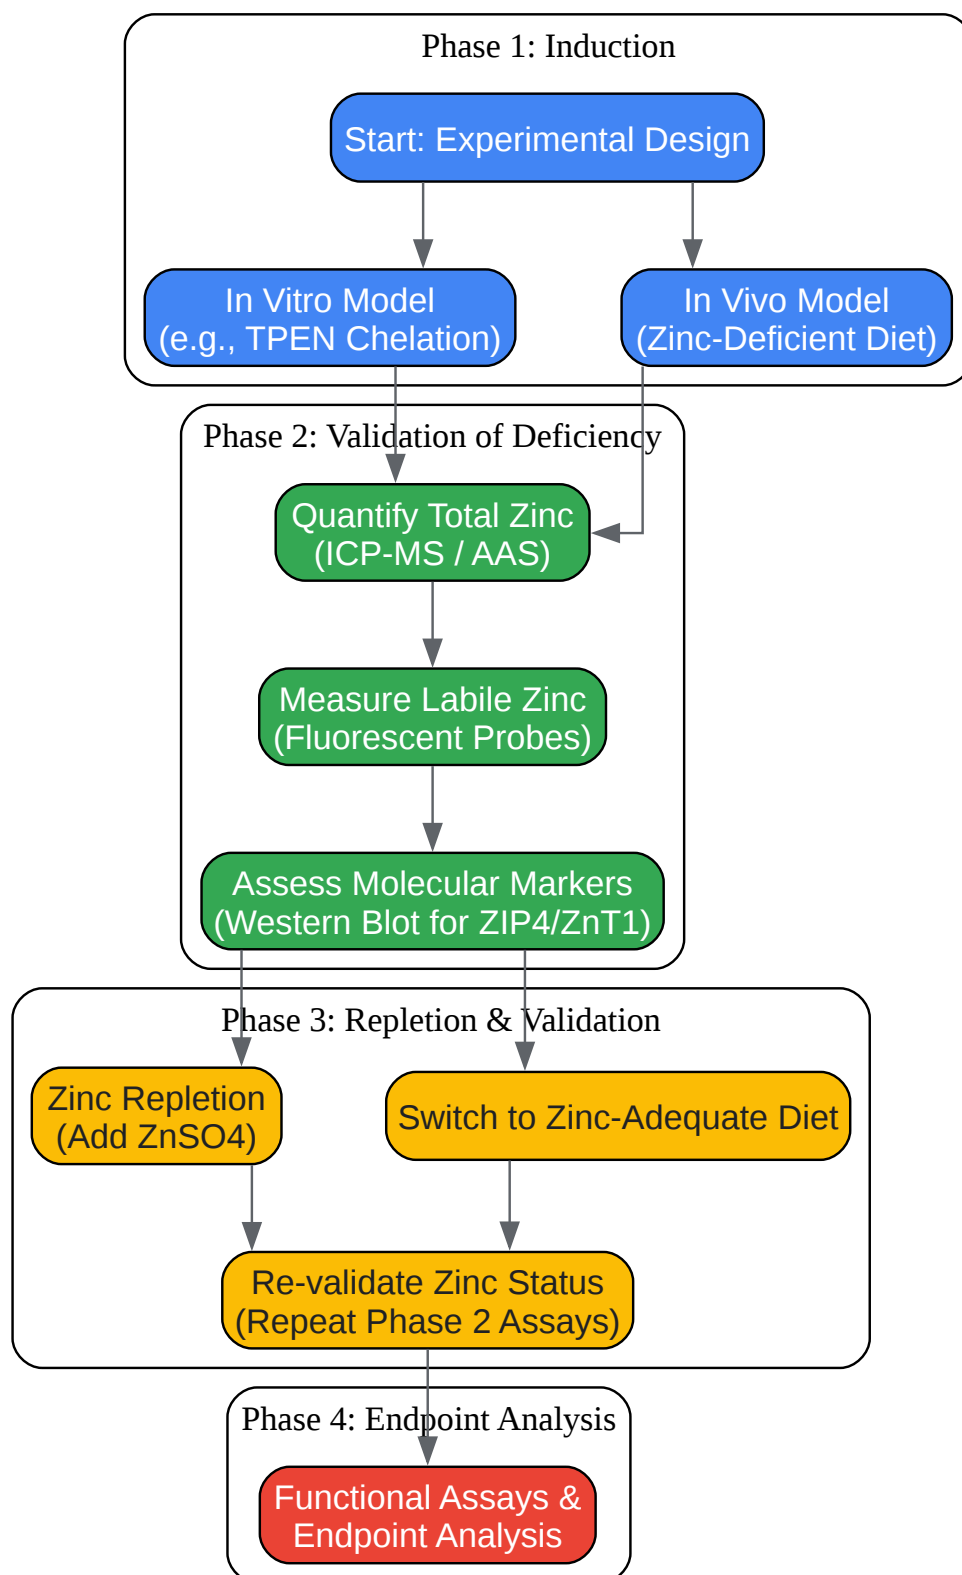 Phase 1: Induction
Start: Experimental Design
In Vitro Model
(e.g., TPEN Chelation)
In Vivo Model
(Zinc-Deficient Diet)
Phase 2: Validation of Deficiency
Quantify Total Zinc
(ICP-MS / AAS)
Measure Labile Zinc
(Fluorescent Probes)
Assess Molecular Markers
(Western Blot for ZIP4/ZnT1)
Phase 3: Repletion & Validation
Zinc Repletion
(Add ZnSO4)
Switch to Zinc-Adequate Diet
Re-validate Zinc Status
(Repeat Phase 2 Assays)
Phase 4: Endpoint Analysis
Functional Assays &
Endpoint Analysis